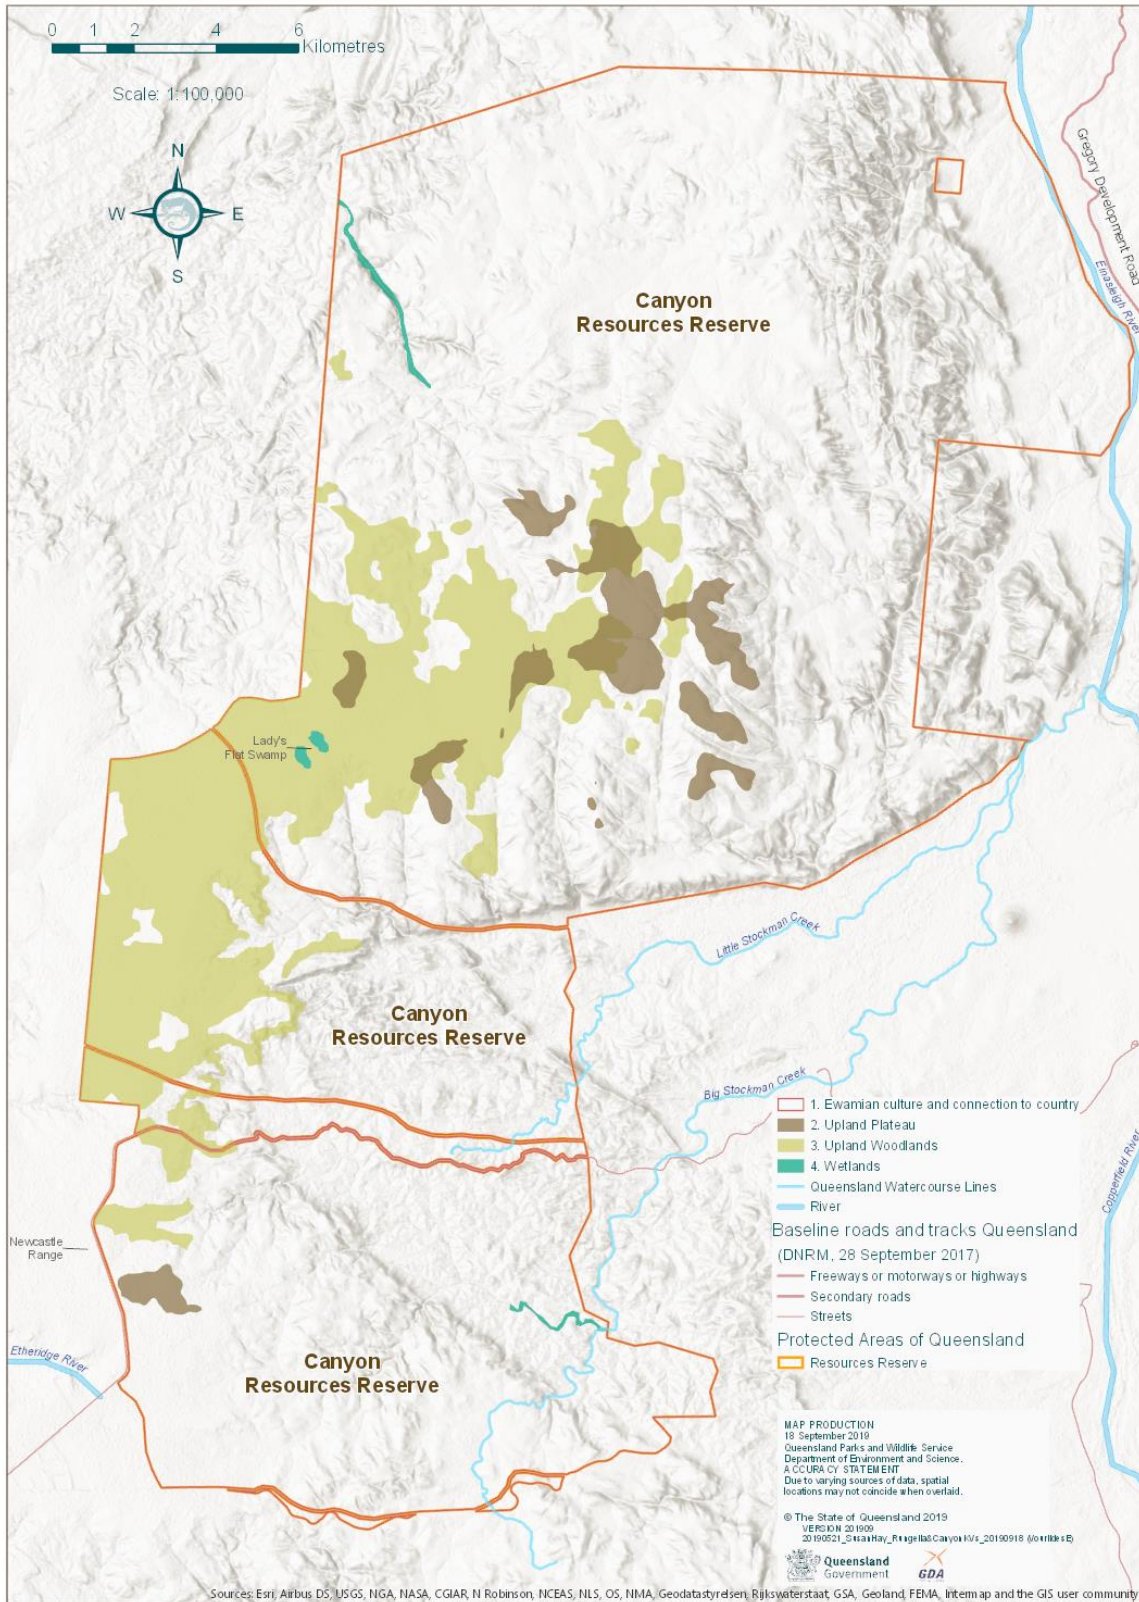 0 1 2 4 6
Kilometres
Scale: 1:100,000
N
W E
S
Gregory Development Road
Einasleigh River
Canyon
Resources Reserve
Lady's
Flat Swamp
Little Stockman Creek
Canyon
Resources Reserve
Big Stockman Creek
Copperfield River
Newcastle
Range
Etheridge River
Canyon
Resources Reserve
1. Ewamian culture and connection to country
2. Upland Plateau
3. Upland Woodlands
4. Wetlands
Queensland Watercourse Lines
River
Baseline roads and tracks Queensland
(DNRM, 28 September 2017)
Freeways or motorways or highways
Secondary roads
Streets
Protected Areas of Queensland
Resources Reserve
MAP PRODUCTION
18 September 2019
Queensland Parks and Wildlife Service
Department of Environment and Science.
ACCURACY STATEMENT
Due to varying sources of data, spatial
locations may not coincide when overlaid.
© The State of Queensland 2019
VERSION 201909
Queensland
Government
GDA
Sources: Esri, Airbus DS, USGS, NGA, NASA, CGIAR, N Robinson, NCEAS, NLS, OS, NMA, Geodatastyrelsen, Rijkswaterstaat, GSA, Geoland, FEMA, Intermap and the GIS user community